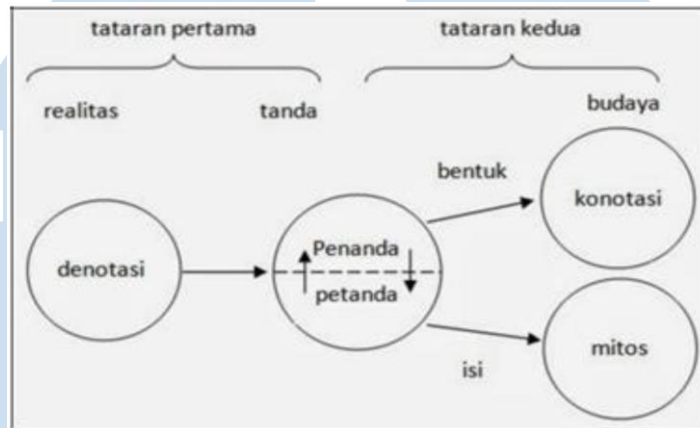 tataran pertama
tataran kedua
realitas
tanda
budaya
bentuk
konotasi
denotasi
Penanda
petanda
mitos
isi